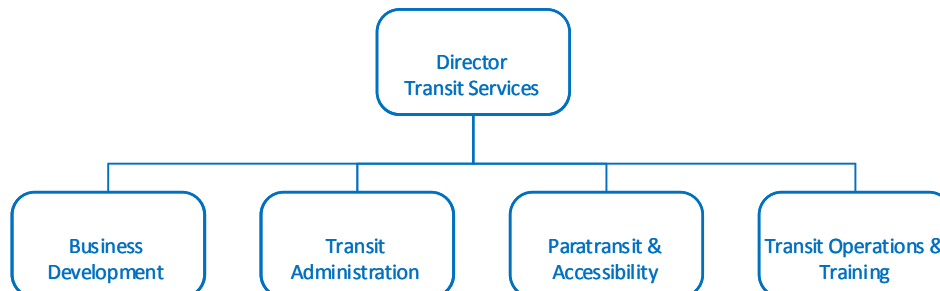 Director
Transit Services
Business
Development
Transit
Administration
Paratransit &
Accessibility
Transit Operations &
Training